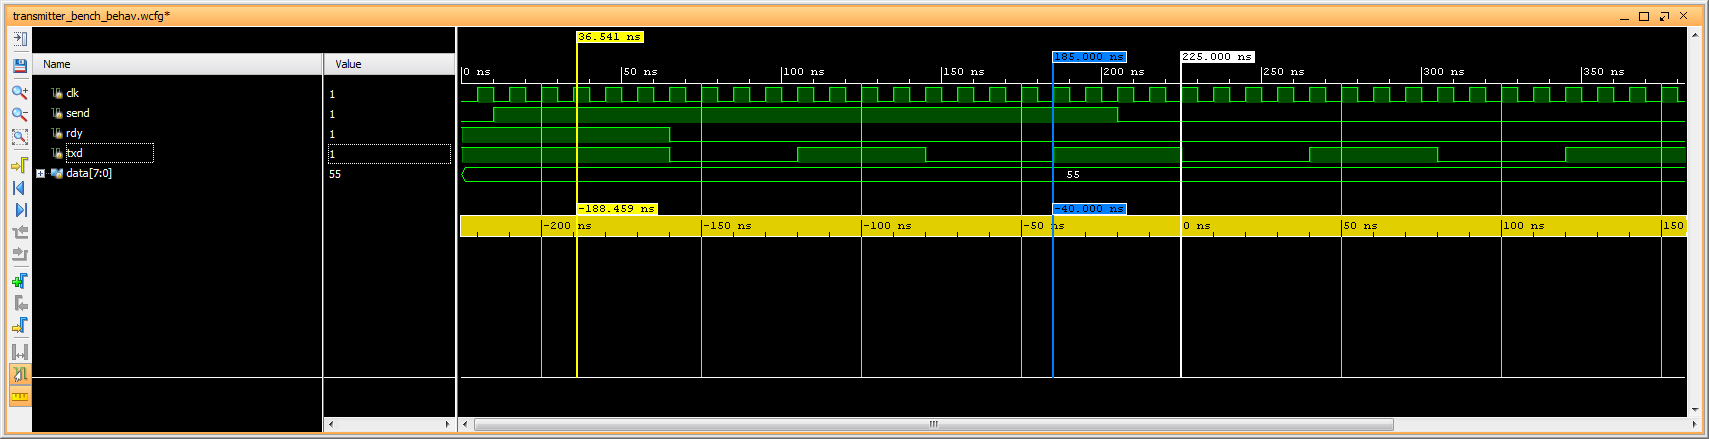 transmitter_bench_behav.wcfg*
36.541 ns
185.000 ns
225.000 ns
Name
Value
0 ns
50 ns
100 ns
150 ns
200 ns
250 ns
300 ns
350 ns
clk
1
send
1
rdy
1
txd
1
data[7:0]
55
55
-188.459 ns
-40.000 ns
-200 ns
-150 ns
-100 ns
-50 ns
0 ns
50 ns
100 ns
150